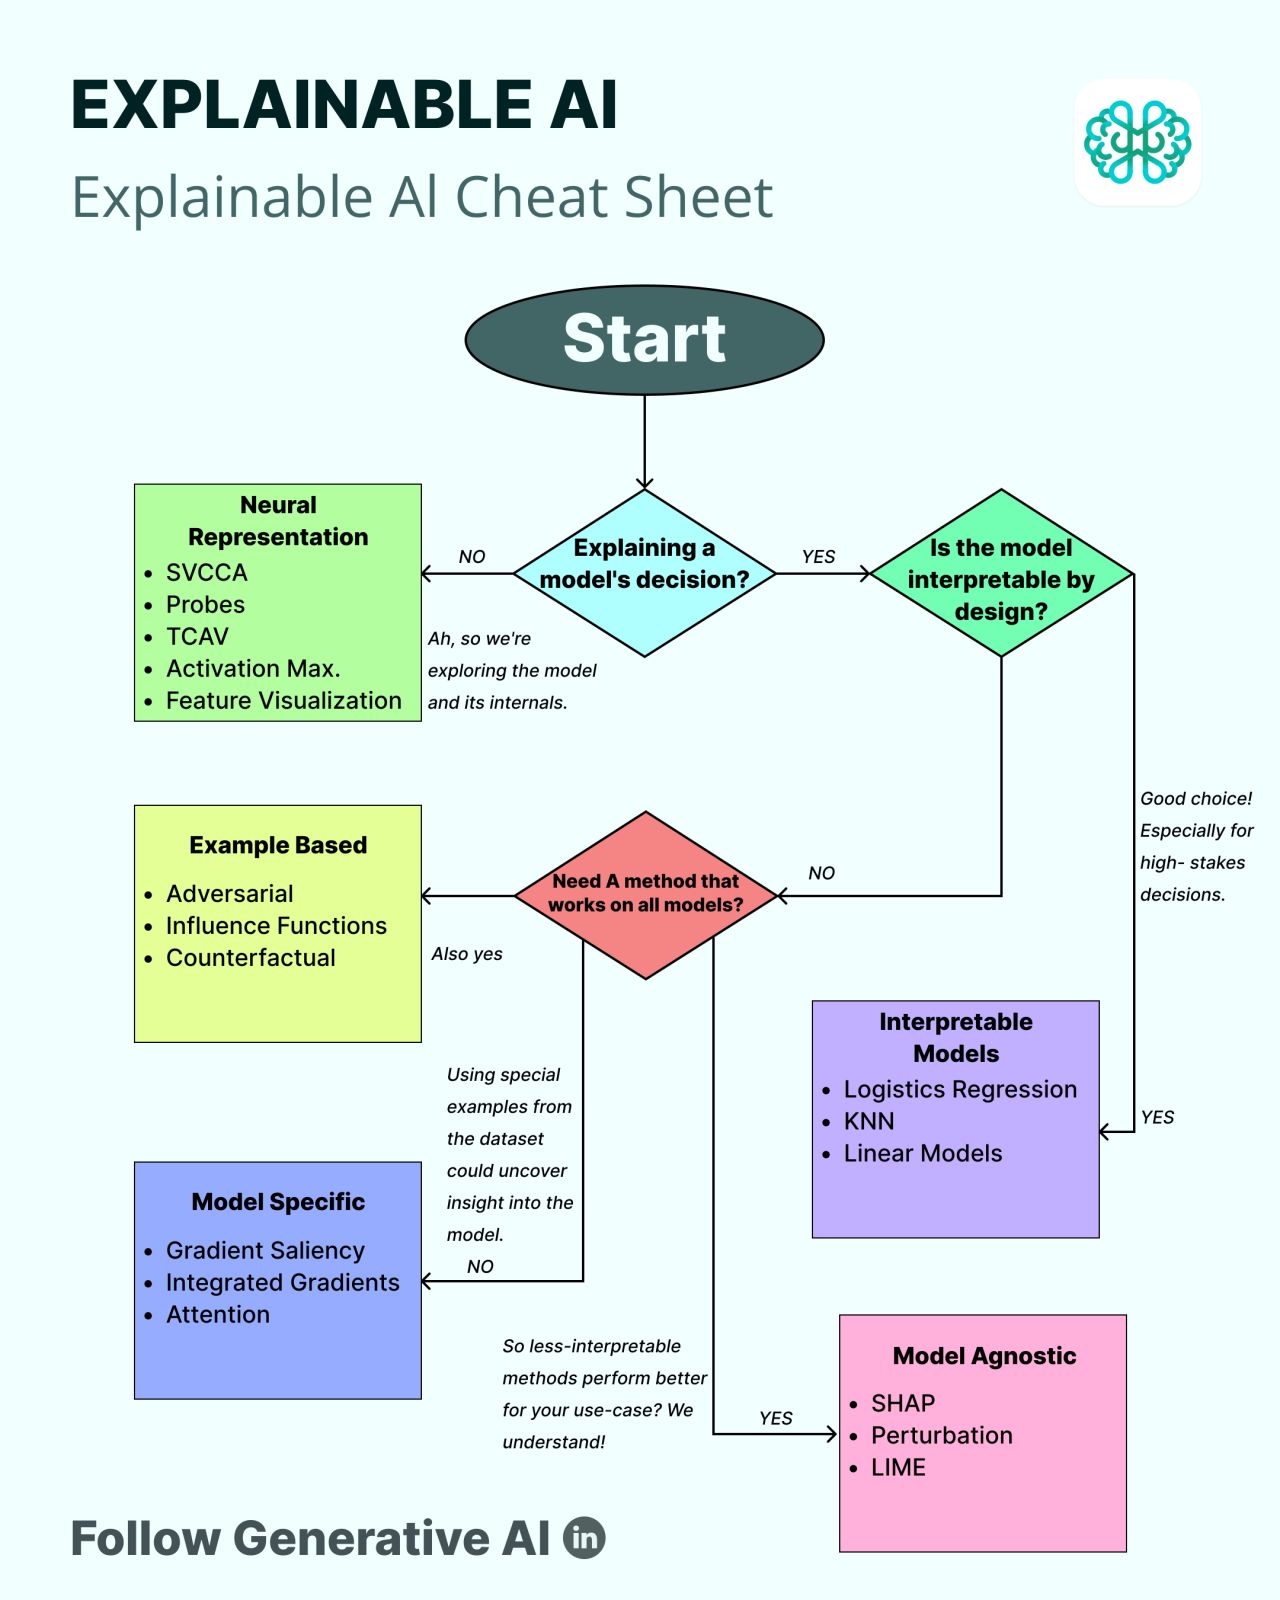 EXPLAINABLE AI
Explainable AI Cheat Sheet
Start
Neural
Representation
• SVCCA
• Probes
• TCAV
• Activation Max.
• Feature Visualization
NO
Explaining a
model's decision?
YES
Is the model
interpretable by
design?
Ah, so we're
exploring the model
and its internals.
Good choice!
Especially for
high- stakes
decisions.
Example Based
• Adversarial
• Influence Functions
• Counterfactual
Need A method that
works on all models?
NO
Also yes
Interpretable
Models
• Logistics Regression
• KNN
• Linear Models
YES
Using special
examples from
the dataset
could uncover
insight into the
model.
NO
Model Specific
• Gradient Saliency
• Integrated Gradients
• Attention
So less-interpretable
methods perform better
for your use-case? We
understand!
YES
Model Agnostic
• SHAP
• Perturbation
• LIME
Follow Generative AI in